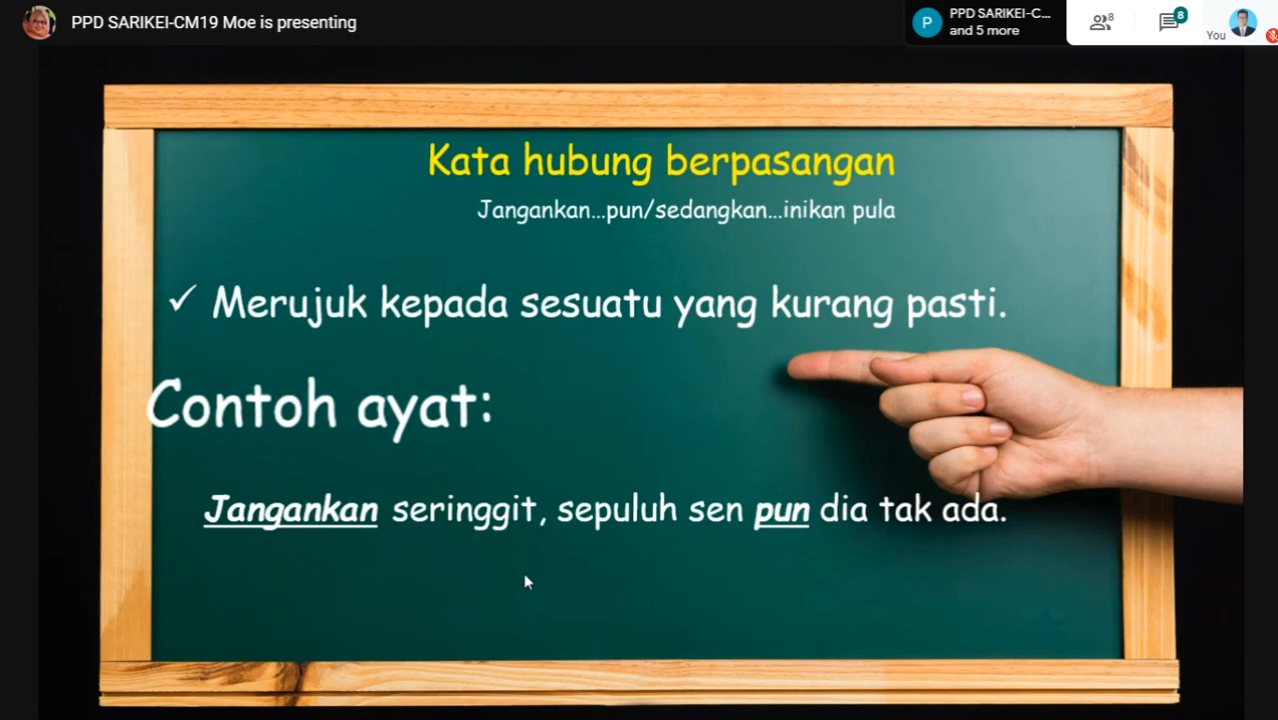 PPD SARIKEI-CM19 Moe is presenting
P
PPD SARIKEI-C...
and 5 more
8
8
You
Kata hubung berpasangan
Jangankan...pun/sedangkan...inikan pula
✓ Merujuk kepada sesuatu yang kurang pasti.
Contoh ayat:
Jangankan seringgit, sepuluh sen pun dia tak ada.